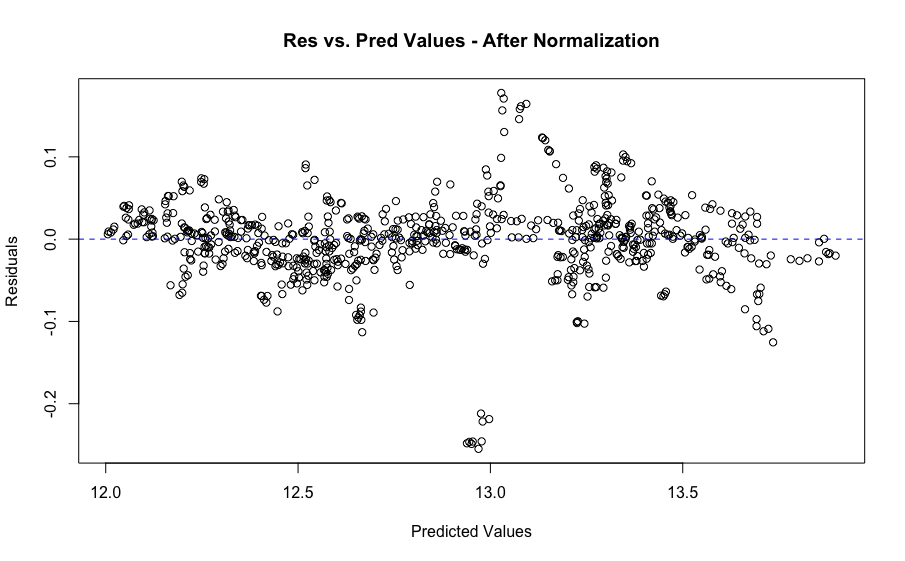 Res vs. Pred Values - After Normalization
Residuals
0.1
0.0
-0.1
-0.2
12.0 12.5 13.0 13.5
Predicted Values